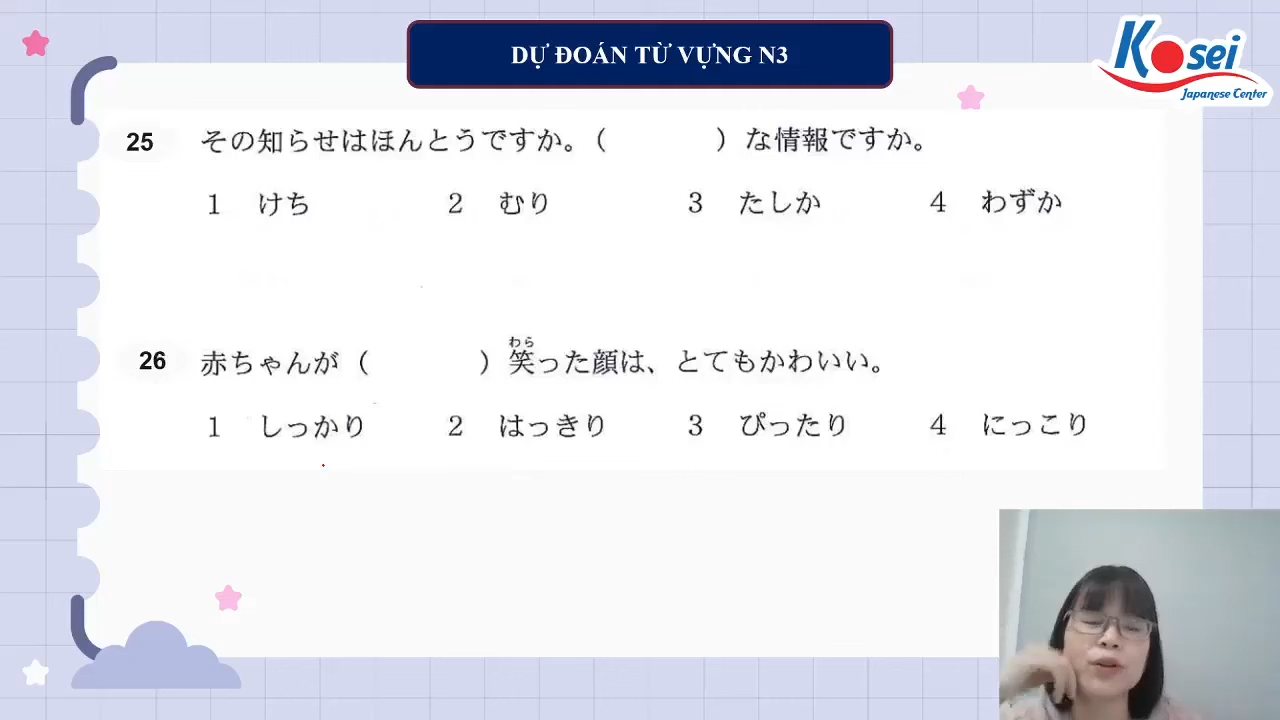 DỰ ĐOÁN TỪ VỰNG N3
Kosei
Japanese Center
25 その知らせはほんとうですか。（　　　）な情報ですか。
1 けち 2 むり 3 たしか 4 わずか
わら
26 赤ちゃんが（　　　）笑った顔は、とてもかわいい。
1 しっかり 2 はっきり 3 ぴったり 4 にっこり